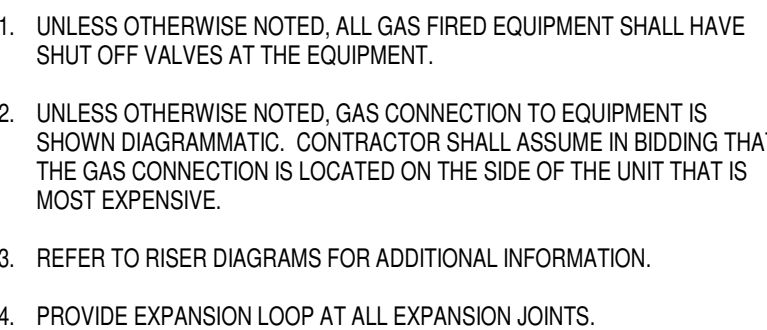 1. UNLESS OTHERWISE NOTED, ALL GAS FIRED EQUIPMENT SHALL HAVE
SHUT OFF VALVES AT THE EQUIPMENT.
2. UNLESS OTHERWISE NOTED, GAS CONNECTION TO EQUIPMENT IS
SHOWN DIAGRAMMATIC. CONTRACTOR SHALL ASSUME IN BIDDING THAT
THE GAS CONNECTION IS LOCATED ON THE SIDE OF THE UNIT THAT IS
MOST EXPENSIVE.
3. REFER TO RISER DIAGRAMS FOR ADDITIONAL INFORMATION.
4. PROVIDE EXPANSION LOOP AT ALL EXPANSION JOINTS.